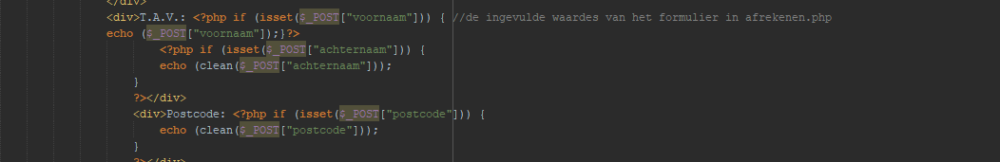 </div>
<div>T.A.V.: <?php if (isset($_POST["voornaam"])) { //de ingevulde waardes van het formulier in afrekenen.php
echo ($_POST["voornaam"]);}?>
<?php if (isset($_POST["achternaam"])) {
echo (clean($_POST["achternaam"]));
}
?></div>
<div>Postcode: <?php if (isset($_POST["postcode"])) {
echo (clean($_POST["postcode"]));
}
?></div>